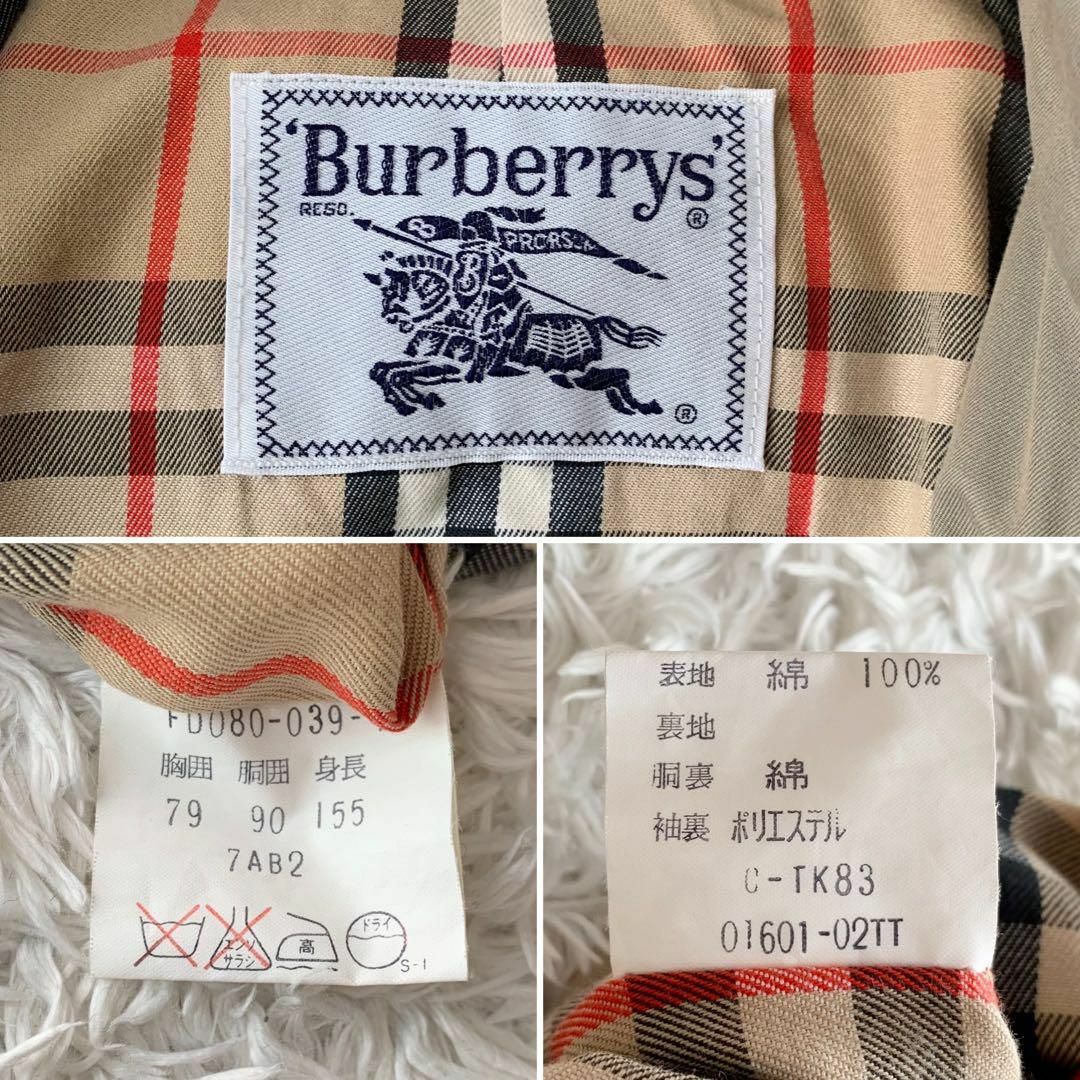 'Burberrys'
REGD.
®
B PRORSUM
®
FD080-039-
胸囲 胴囲 身長
79 90 155
7AB2
エンソ
サラシ
高
ドライ
S-1
表地 綿 100%
裏地
胴裏 綿
袖裏 ポリエステル
C-TK83
01601-02TT